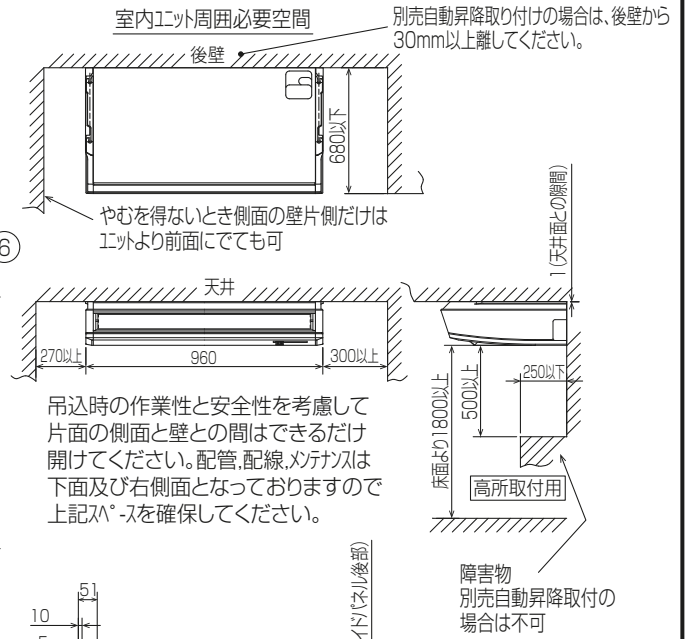 室内ユニット周囲必要空間
別売自動昇降取り付けの場合は、後壁から
30mm以上離してください。
後壁
680以下
やむを得ないとき側面の壁片側だけは
ユニットより前面にでても可
6
1(天井面との隙間)
天井
270以上
960
300以上
床面より1800以上
500以上
250以下
吊込時の作業性と安全性を考慮して
片面の側面と壁との間はできるだけ
開けてください。配管,配線,メンテナンスは
下面及び右側面となっておりますので
上記スペースを確保してください。
高所取付用
障害物
別売自動昇降取付の
場合は不可
51
10
イドパネル後部)